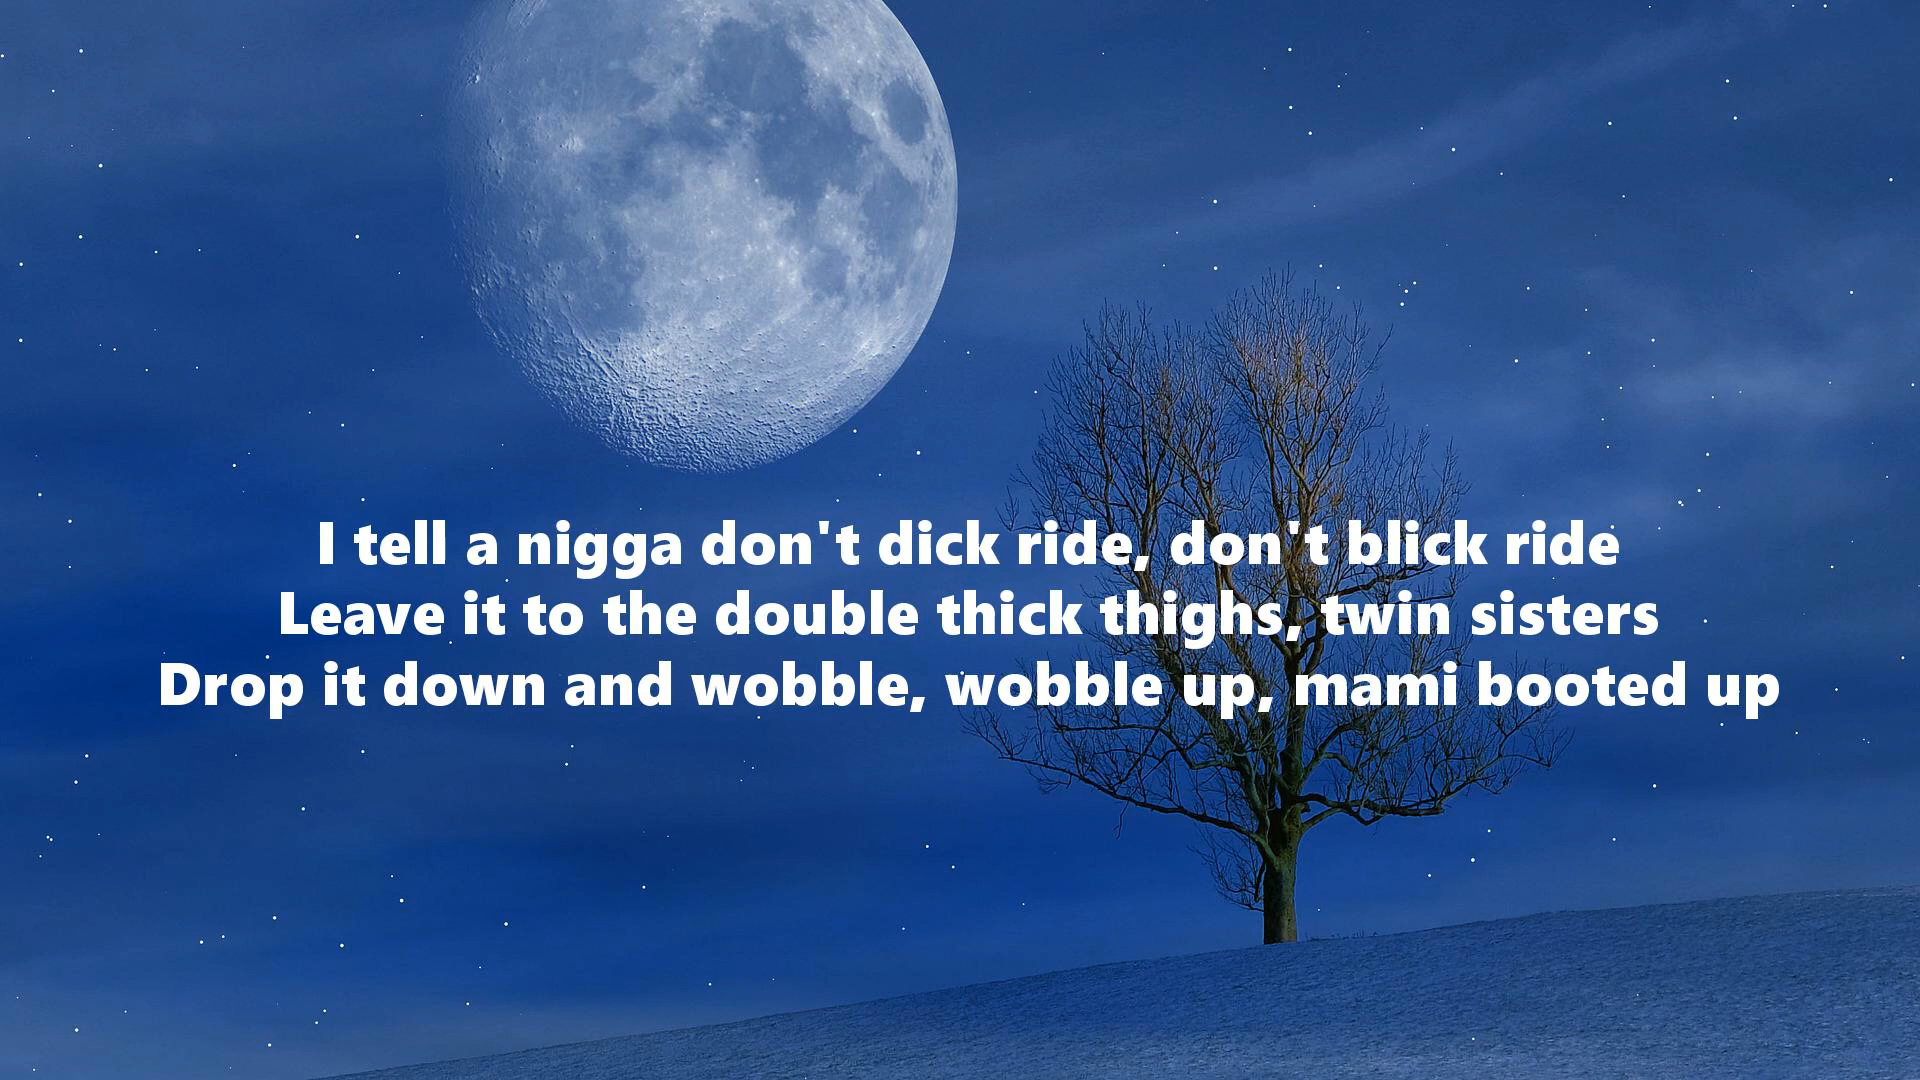 I tell a nigga don't dick ride, don't blick ride
Leave it to the double thick thighs, twin sisters
Drop it down and wobble, wobble up, mami booted up